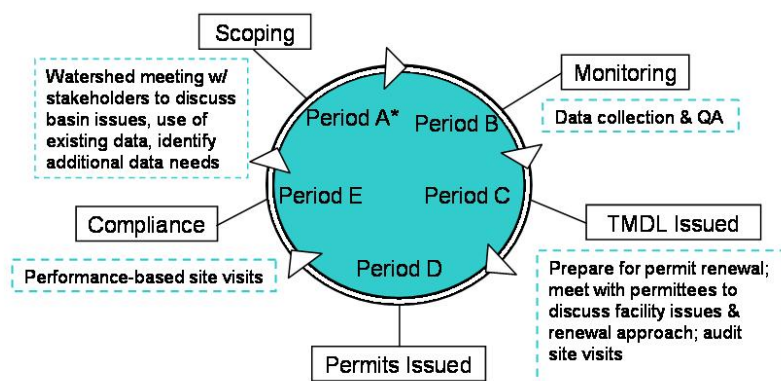 Scoping
Watershed meeting w/
stakeholders to discuss
basin issues, use of
existing data, identify
additional data needs
Period A*
Period B
Monitoring
Data collection & QA
Period E
Period C
Compliance
TMDL Issued
Performance-based site visits
Period D
Prepare for permit renewal;
meet with permittees to
discuss facility issues &
renewal approach; audit
site visits
Permits Issued